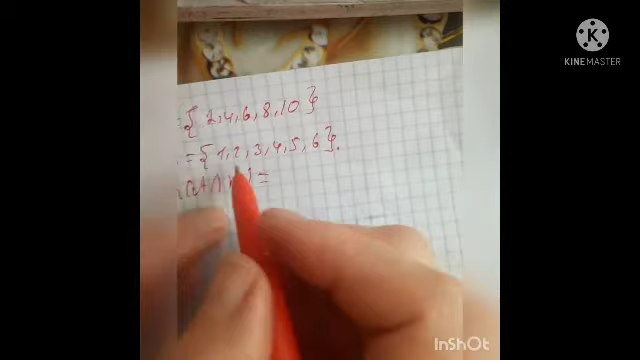 ={2,4,6,8,10}
={1,2,3,4,5,6}.
=
KINEMASTER
InShOt